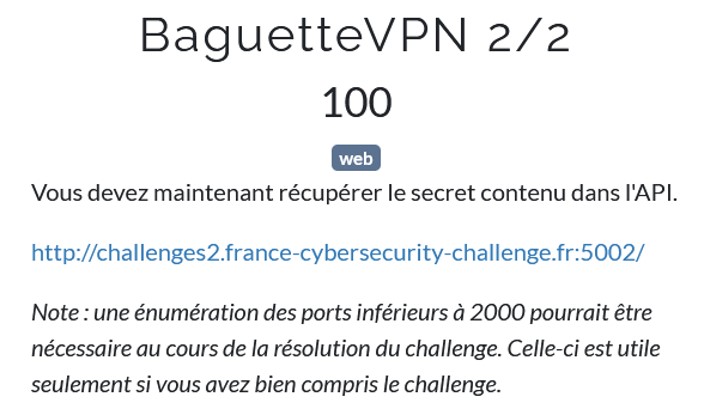 BaguetteVPN 2/2
100
web
Vous devez maintenant récupérer le secret contenu dans l'API.
http://challenges2.france-cybersecurity-challenge.fr:5002/
Note : une énumération des ports inférieurs à 2000 pourrait être
nécessaire au cours de la résolution du challenge. Celle-ci est utile
seulement si vous avez bien compris le challenge.